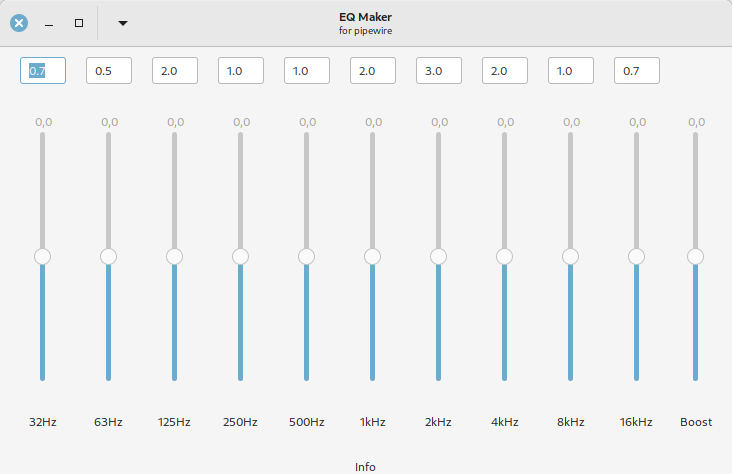 EQ Maker
for pipewire
0.7 0.5 2.0 1.0 1.0 2.0 3.0 2.0 1.0 0.7
0,0 0,0 0,0 0,0 0,0 0,0 0,0 0,0 0,0 0,0 0,0
32Hz 63Hz 125Hz 250Hz 500Hz 1kHz 2kHz 4kHz 8kHz 16kHz Boost
Info